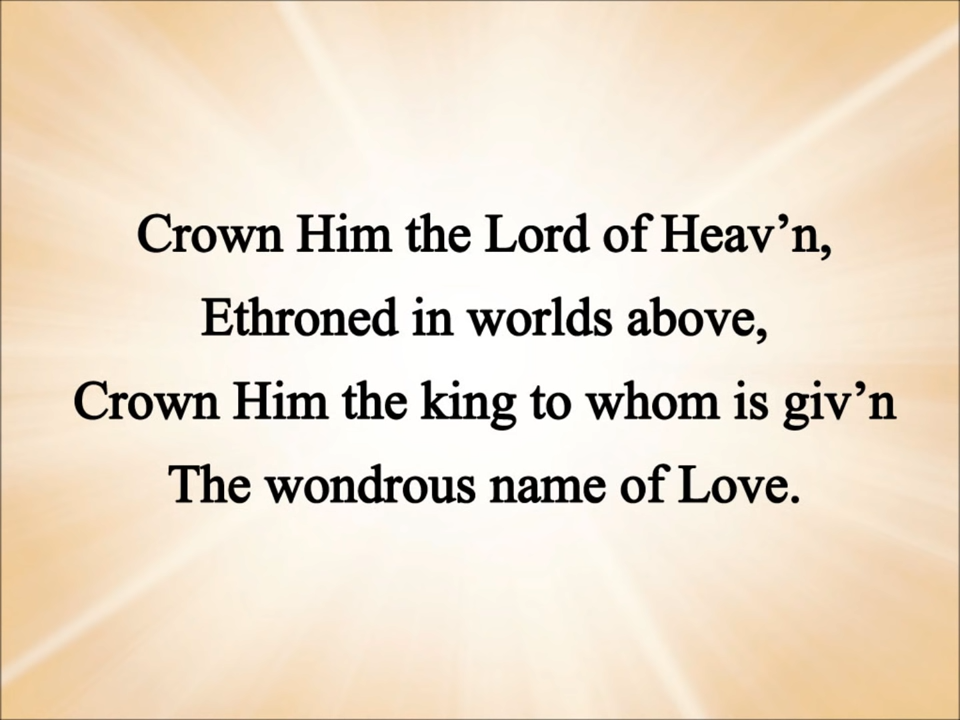 Crown Him the Lord of Heav’n,
Ethroned in worlds above,
Crown Him the king to whom is giv’n
The wondrous name of Love.